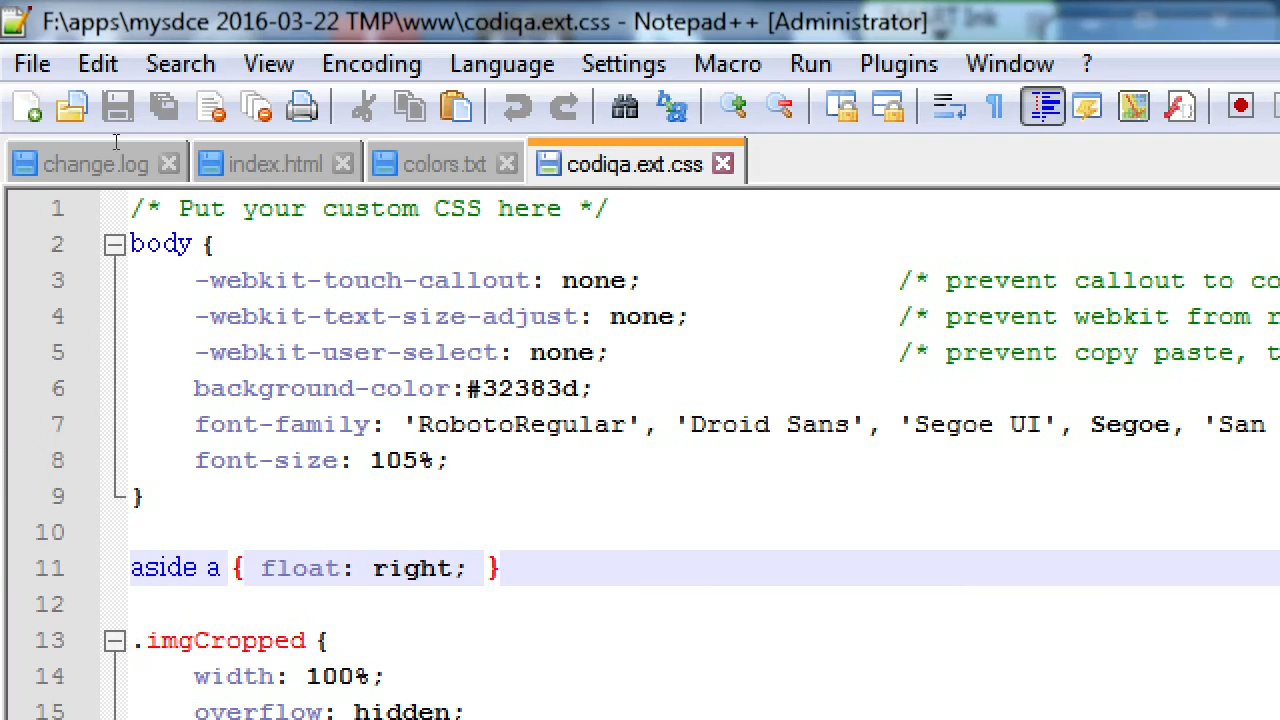 F:\apps\mysdce 2016-03-22 TMP\www\codiqa.ext.css - Notepad++ [Administrator]
File Edit Search View Encoding Language Settings Macro Run Plugins Window ?
change.log index.html colors.txt codiqa.ext.css
1 /* Put your custom CSS here */
2 body {
3 -webkit-touch-callout: none; /* prevent callout to co
4 -webkit-text-size-adjust: none; /* prevent webkit from r
5 -webkit-user-select: none; /* prevent copy paste, t
6 background-color:#32383d;
7 font-family: 'RobotoRegular', 'Droid Sans', 'Segoe UI', Segoe, 'San
8 font-size: 105%;
9 }
10
11 aside a { float: right; }
12
13 .imgCropped {
14 width: 100%;
15 overflow: hidden;